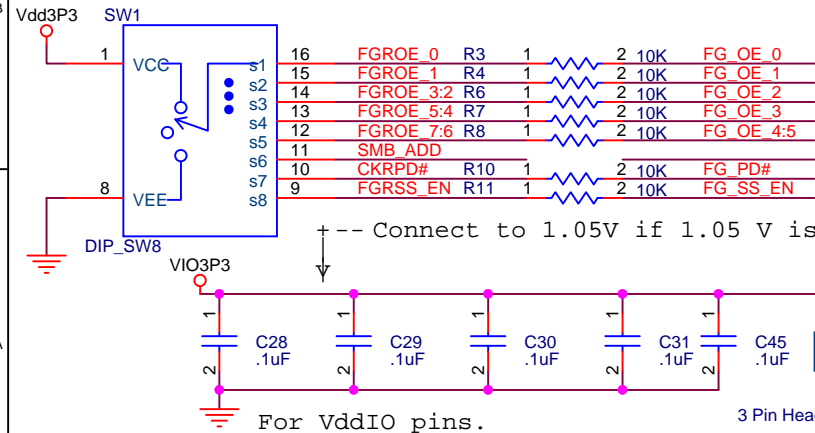 B
Vdd3P3 SW1
1 VCC s1 16 FGROE_0 R3 1 2 10K FG_OE_0
s2 15 FGROE_1 R4 1 2 10K FG_OE_1
s3 14 FGROE_3:2 R6 1 2 10K FG_OE_2
s4 13 FGROE_5:4 R7 1 2 10K FG_OE_3
s5 12 FGROE_7:6 R8 1 2 10K FG_OE_4:5
s6 11 SMB_ADD
s7 10 CKRPD# R10 1 2 10K FG_PD#
8 VEE s8 9 FGRSS_EN R11 1 2 10K FG_SS_EN
+-- Connect to 1.05V if 1.05 V is
DIP_SW8
VIO3P3
1 1 1 1 1
C28 C29 C30 C31 C45
.1uF .1uF .1uF .1uF .1uF
2 2 2 2 2
A
For VddIO pins.
3 Pin Hea